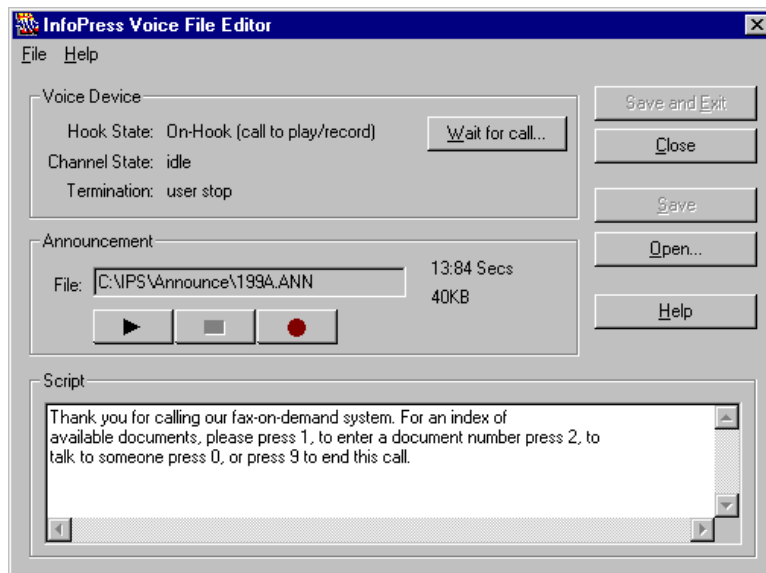 InfoPress Voice File Editor
File Help
Voice Device
Hook State: On-Hook (call to play/record)
Wait for call...
Channel State: idle
Termination: user stop
Save and Exit
Close
Save
Open...
Help
Announcement
File: C:\IPS\Announce\199A.ANN
13:84 Secs
40KB
Script
Thank you for calling our fax-on-demand system. For an index of
available documents, please press 1, to enter a document number press 2, to
talk to someone press 0, or press 9 to end this call.